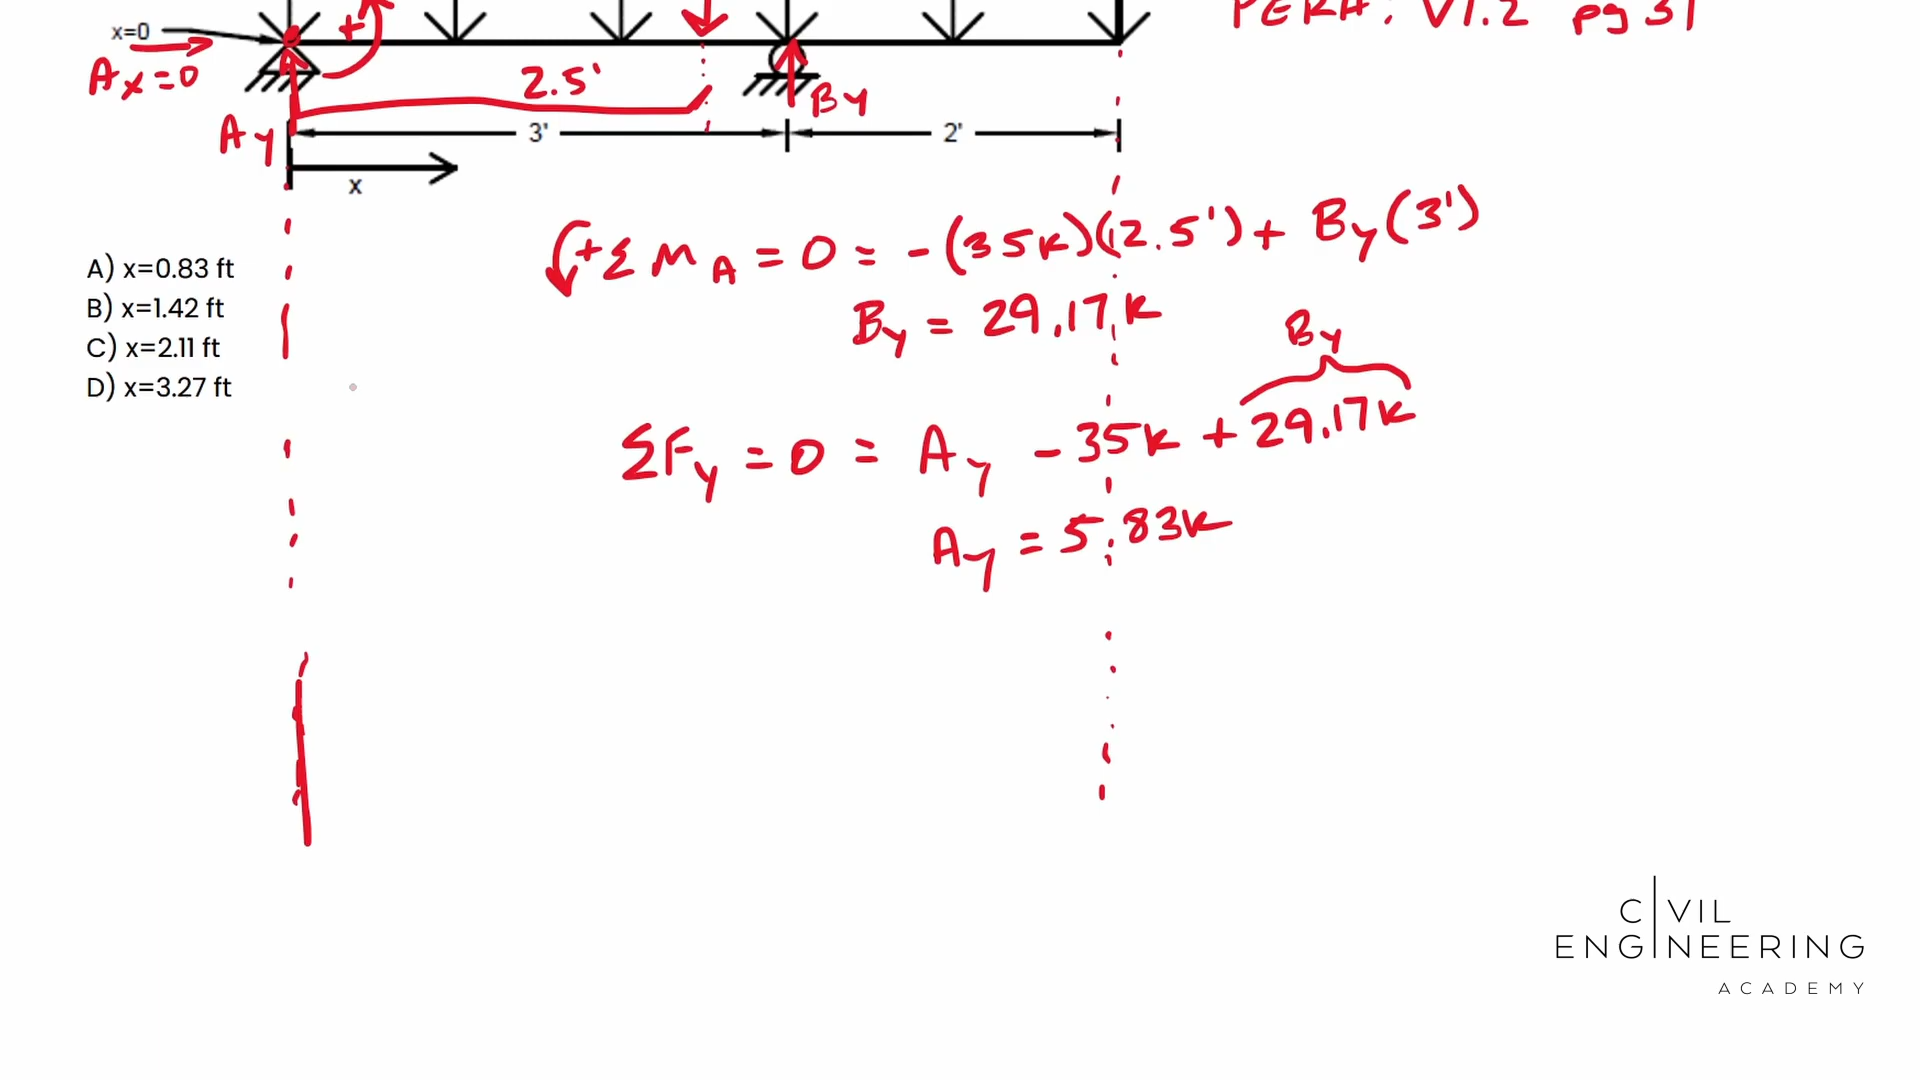 PERH: V1.2 pg 31
x=0
Ax=0
2.5'
By
Ay
3'
2'
x
+ΣMA = 0 = -(35k)(2.5') + By(3')
A) x=0.83 ft
B) x=1.42 ft
C) x=2.11 ft
D) x=3.27 ft
By = 29.17k
By
ΣFy = 0 = Ay - 35k + 29.17k
Ay = 5.83k
CIVIL
ENGINEERING
ACADEMY